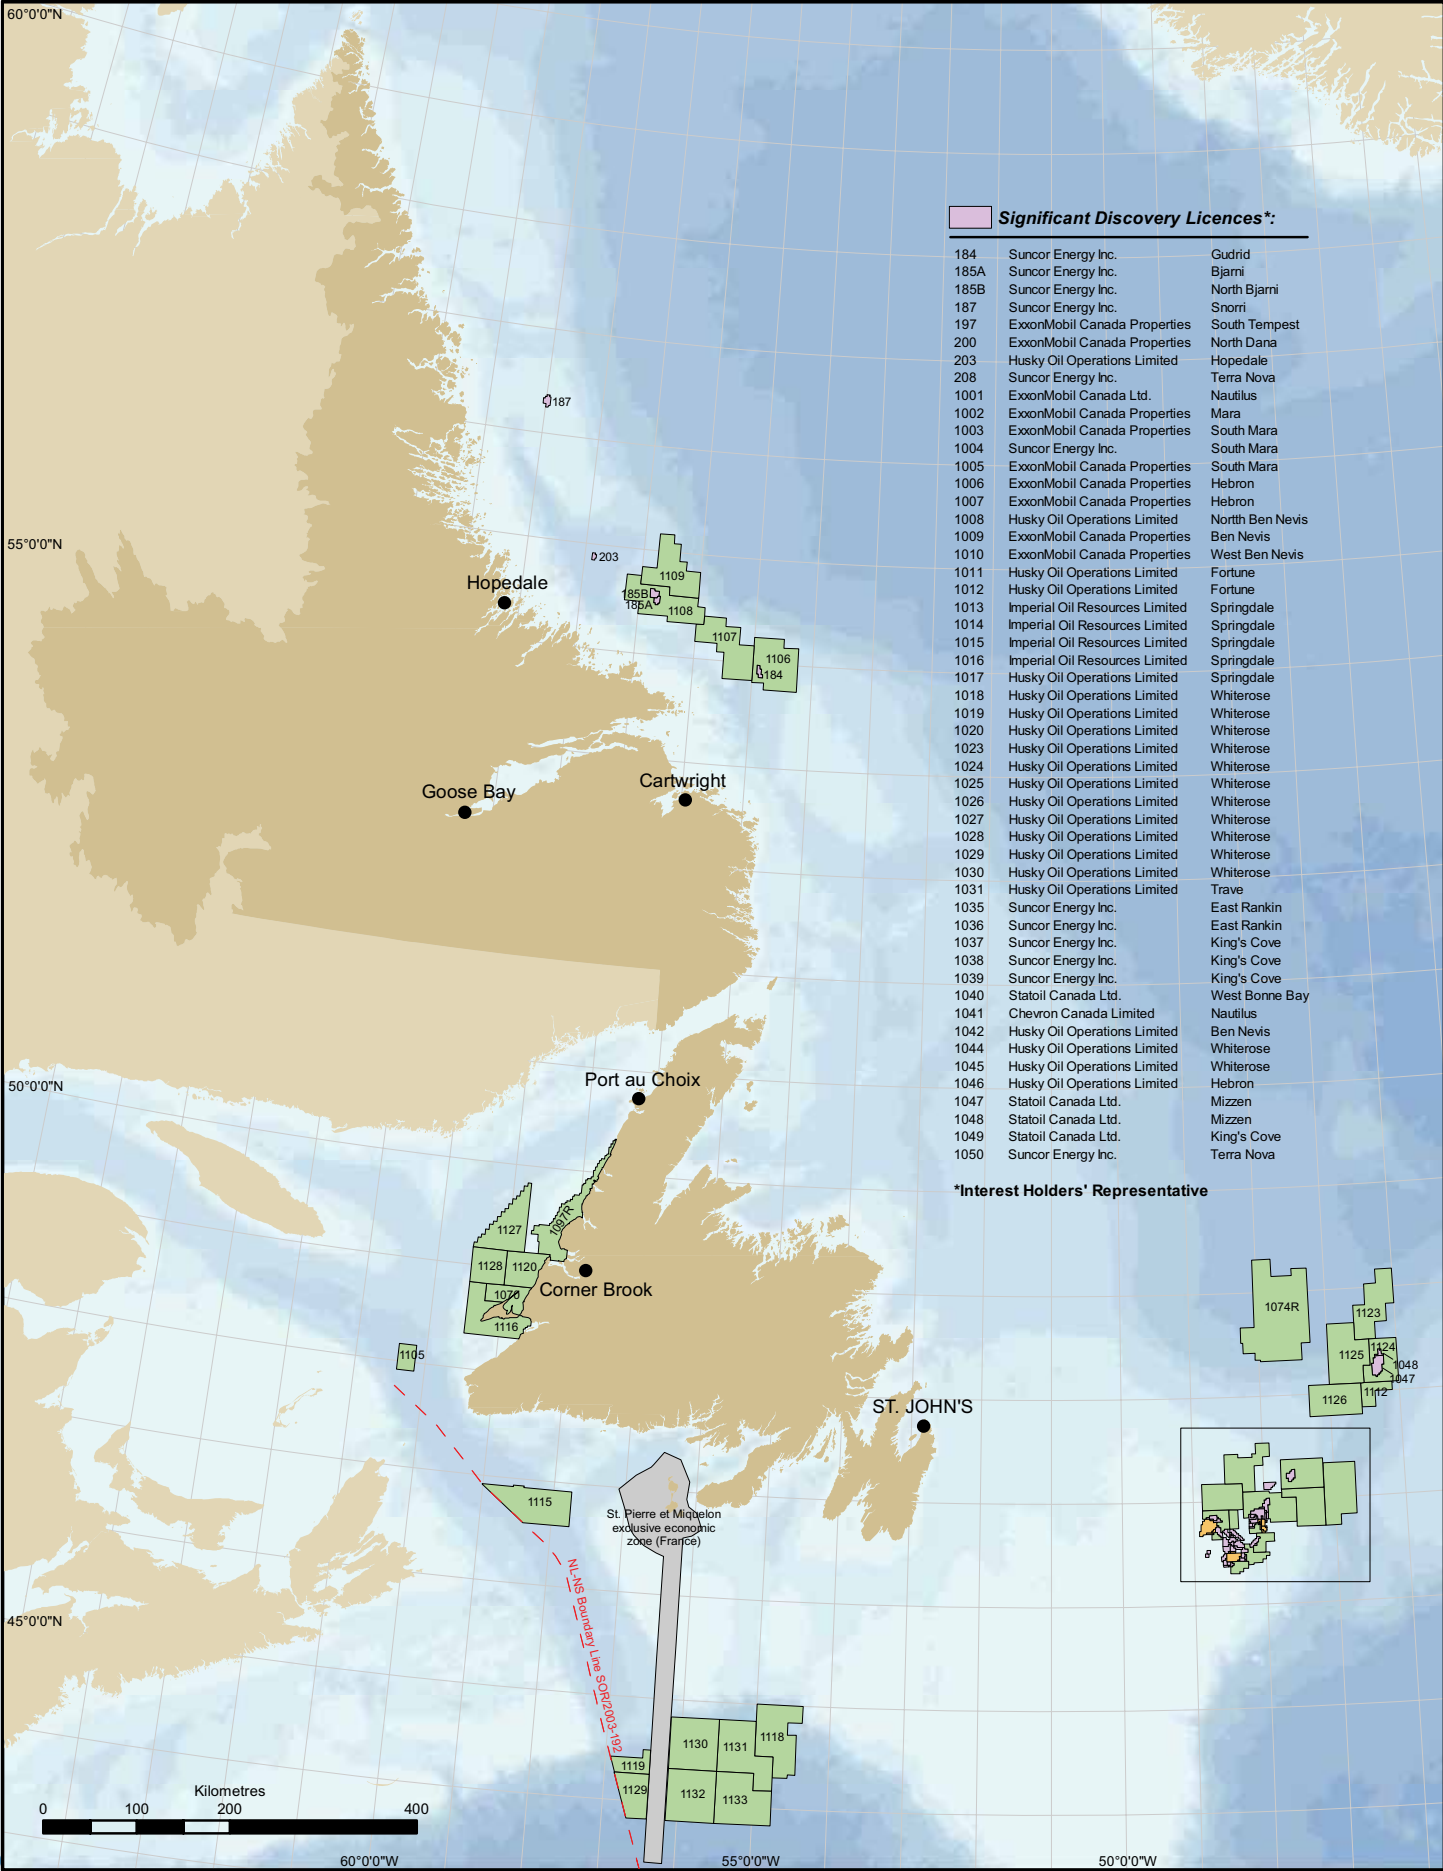 60°0'0"N
Significant Discovery Licences*:
184 Suncor Energy Inc. Gudrid
185A Suncor Energy Inc. Bjarni
185B Suncor Energy Inc. North Bjarni
187 Suncor Energy Inc. Snorri
197 ExxonMobil Canada Properties South Tempest
200 ExxonMobil Canada Properties North Dana
203 Husky Oil Operations Limited Hopedale
208 Suncor Energy Inc. Terra Nova
1001 ExxonMobil Canada Ltd. Nautilus
1002 ExxonMobil Canada Properties Mara
1003 ExxonMobil Canada Properties South Mara
1004 Suncor Energy Inc. South Mara
1005 ExxonMobil Canada Properties South Mara
1006 ExxonMobil Canada Properties Hebron
1007 ExxonMobil Canada Properties Hebron
1008 Husky Oil Operations Limited Nortth Ben Nevis
1009 ExxonMobil Canada Properties Ben Nevis
1010 ExxonMobil Canada Properties West Ben Nevis
1011 Husky Oil Operations Limited Fortune
1012 Husky Oil Operations Limited Fortune
1013 Imperial Oil Resources Limited Springdale
1014 Imperial Oil Resources Limited Springdale
1015 Imperial Oil Resources Limited Springdale
1016 Imperial Oil Resources Limited Springdale
1017 Husky Oil Operations Limited Springdale
1018 Husky Oil Operations Limited Whiterose
1019 Husky Oil Operations Limited Whiterose
1020 Husky Oil Operations Limited Whiterose
1023 Husky Oil Operations Limited Whiterose
1024 Husky Oil Operations Limited Whiterose
1025 Husky Oil Operations Limited Whiterose
1026 Husky Oil Operations Limited Whiterose
1027 Husky Oil Operations Limited Whiterose
1028 Husky Oil Operations Limited Whiterose
1029 Husky Oil Operations Limited Whiterose
1030 Husky Oil Operations Limited Whiterose
1031 Husky Oil Operations Limited Trave
1035 Suncor Energy Inc. East Rankin
1036 Suncor Energy Inc. East Rankin
1037 Suncor Energy Inc. King's Cove
1038 Suncor Energy Inc. King's Cove
1039 Suncor Energy Inc. King's Cove
1040 Statoil Canada Ltd. West Bonne Bay
1041 Chevron Canada Limited Nautilus
1042 Husky Oil Operations Limited Ben Nevis
1044 Husky Oil Operations Limited Whiterose
1045 Husky Oil Operations Limited Whiterose
1046 Husky Oil Operations Limited Hebron
1047 Statoil Canada Ltd. Mizzen
1048 Statoil Canada Ltd. Mizzen
1049 Statoil Canada Ltd. King's Cove
1050 Suncor Energy Inc. Terra Nova
*Interest Holders' Representative
187
55°0'0"N
203
Hopedale
1109
185B
185A
1108
1107
1106
184
Goose Bay
Cartwright
50°0'0"N
Port au Choix
1127
1097R
1128
1120
Corner Brook
1070
1116
1105
1074R
1123
1124
1125
1048
1047
1112
1126
ST. JOHN'S
1115
St. Pierre et Miquelon
exclusive economic
zone (France)
NL-NS Boundary Line SOR/2003-192
45°0'0"N
1118
1130
1131
1119
1129
1132
1133
Kilometres
0 100 200 400
60°0'0"W
55°0'0"W
50°0'0"W